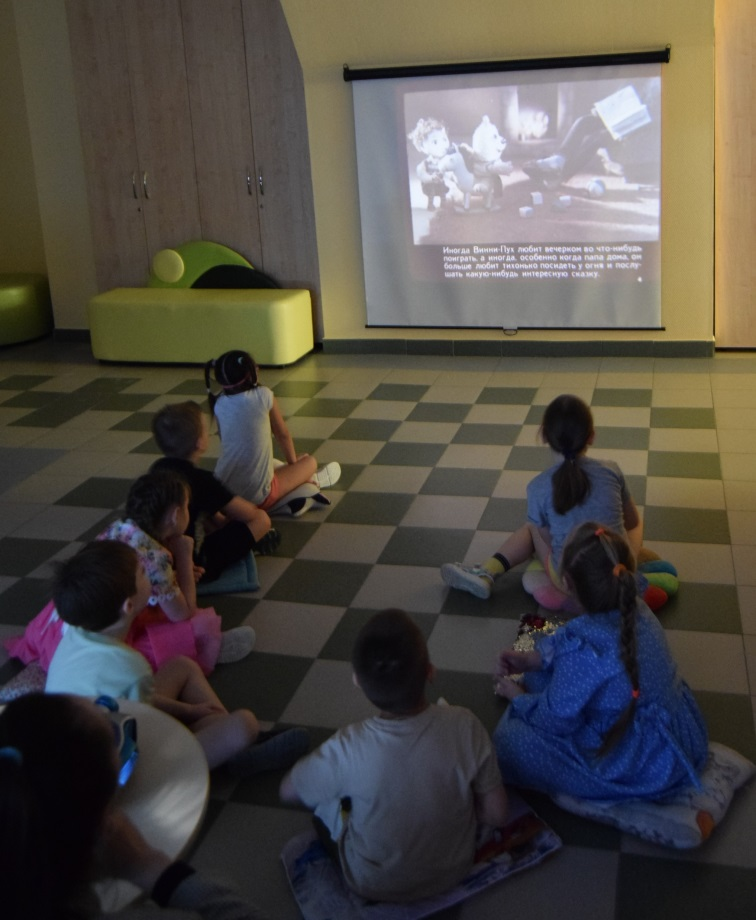 Иногда Винни-Пух любит вечерком во что-нибудь
поиграть, а иногда, особенно когда папа дома, он
больше любит тихонько посидеть у огня и послу-
шать какую-нибудь интересную сказку.